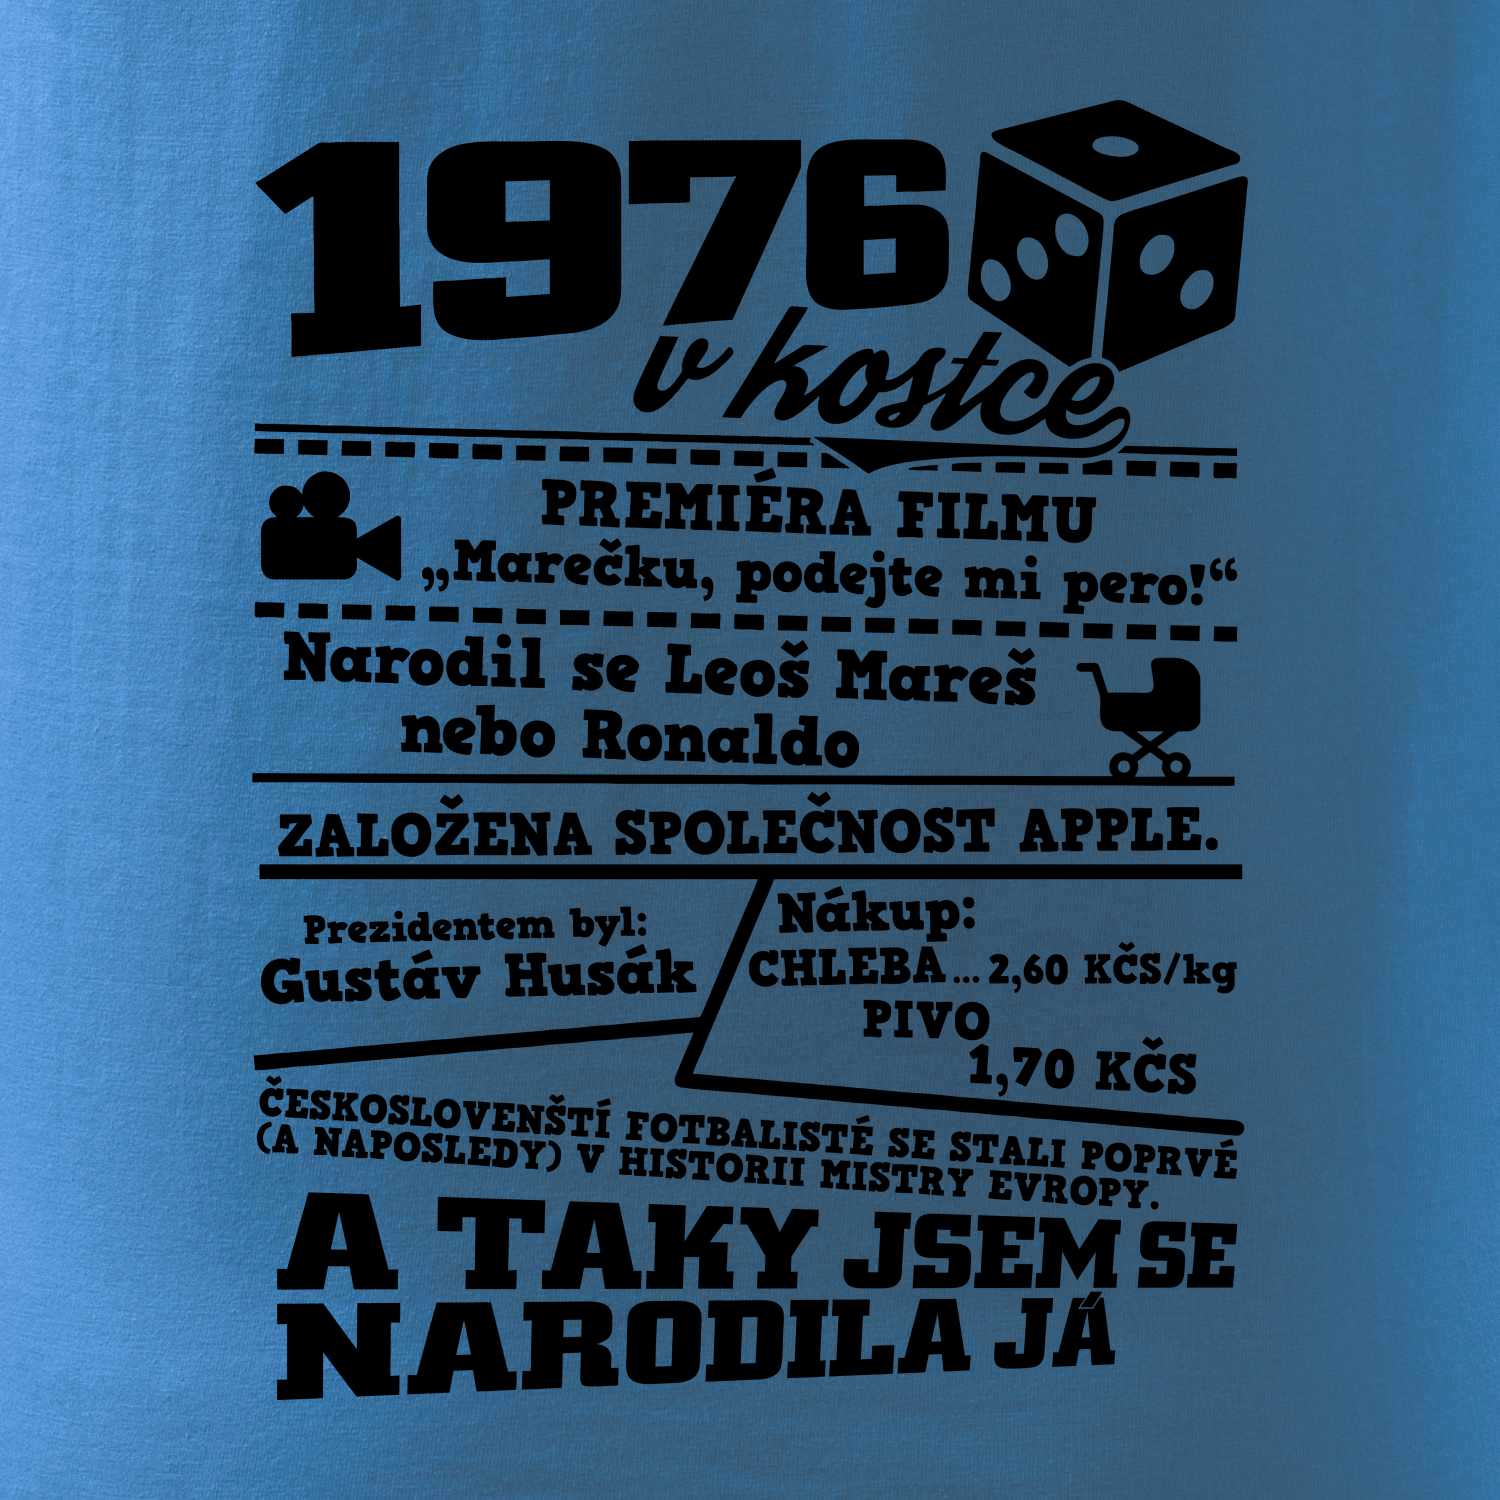 1976
v kostce
PREMIÉRA FILMU
„Marečku, podejte mi pero!“
Narodil se Leoš Mareš
nebo Ronaldo
ZALOŽENA SPOLEČNOST APPLE.
Prezidentem byl:
Gustáv Husák
Nákup:
CHLEBA... 2,60 KČS/kg
PIVO
1,70 KČS
ČESKOSLOVENŠTÍ FOTBALISTÉ SE STALI POPRVÉ
(A NAPOSLEDY) V HISTORII MISTRY EVROPY.
A TAKY JSEM SE
NARODILA JÁ